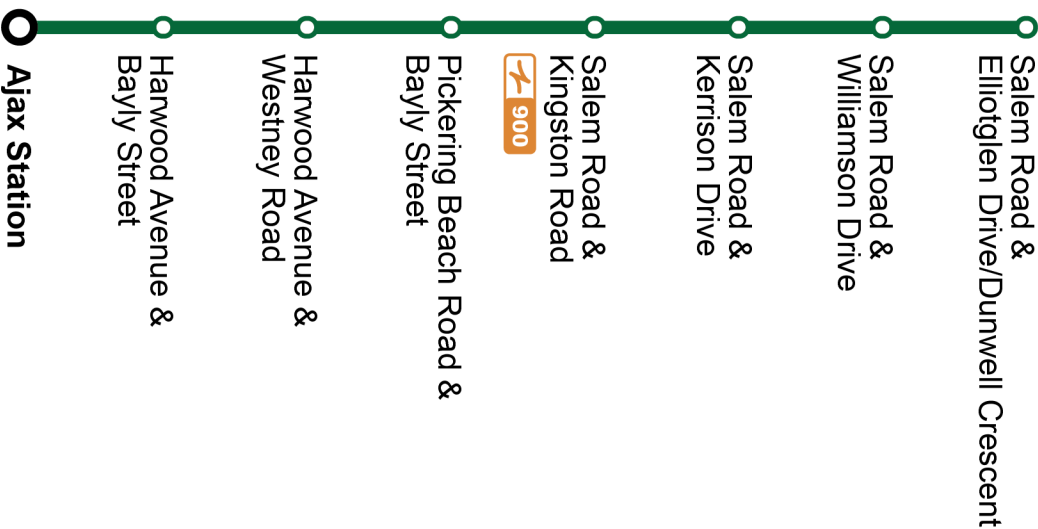 Salem Road &
Elliotglen Drive/Dunwell Crescent
Salem Road &
Williamson Drive
Salem Road &
Kerrison Drive
Salem Road &
Kingston Road
900
Pickering Beach Road &
Bayly Street
Harwood Avenue &
Westney Road
Harwood Avenue &
Bayly Street
Ajax Station